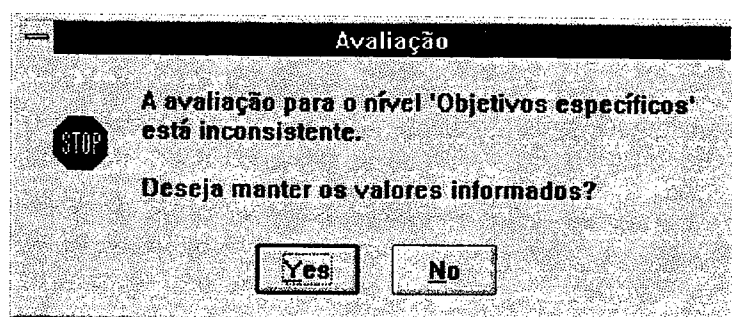 Avaliação
A avaliação para o nível 'Objetivos específicos'
STOP
está inconsistente.
Deseja manter os valores informados?
Yes
No